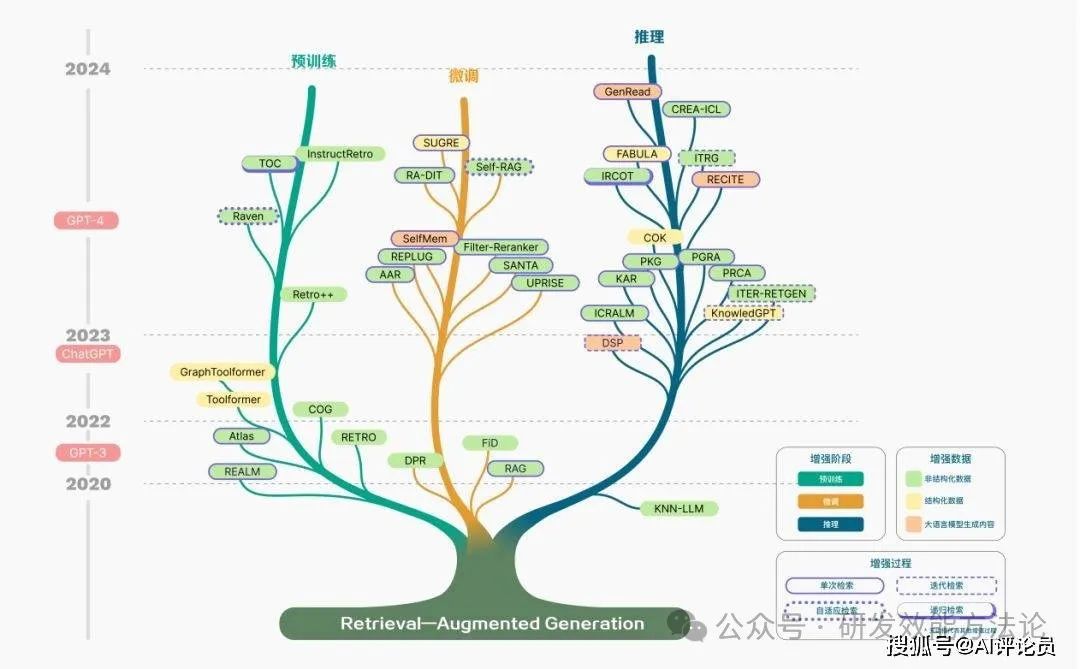 推理
预训练
微调
2024
GenRead
CREA-ICL
SUGRE
FABULA
ITRG
TOC
InstructRetro
RA-DIT
Self-RAG
IRCOT
RECITE
Raven
GPT-4
SelfMem
Filter-Reranker
COK
REPLUG
SANTA
PKG
PGRA
AAR
UPRISE
KAR
PRCA
Retro++
ITER-RETGEN
ICRALM
KnowledGPT
2023
ChatGPT
DSP
GraphToolformer
Toolformer
COG
2022
Atlas
RETRO
FiD
GPT-3
DPR
RAG
REALM
2020
KNN-LLM
增强阶段
预训练
微调
推理
增强数据
非结构化数据
结构化数据
大语言模型生成内容
增强过程
单次检索
迭代检索
自适应检索
递归检索
Retrieval—Augmented Generation
公众号 · 研发效能方法论
搜狐号@AI评论员